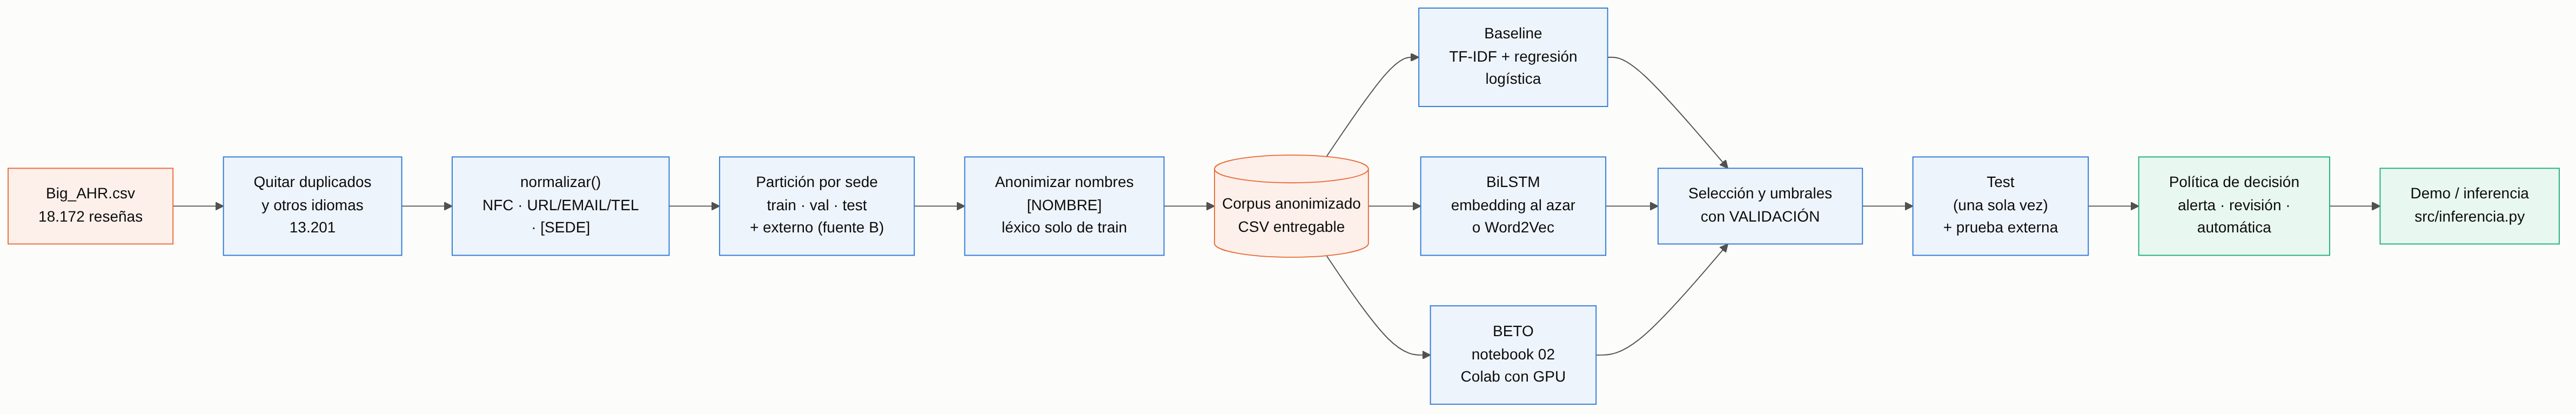 Big_AHR.csv
18.172 reseñas
Quitar duplicados
y otros idiomas
13.201
normalizar()
NFC · URL/EMAIL/TEL
· [SEDE]
Partición por sede
train · val · test
+ externo (fuente B)
Anonimizar nombres
[NOMBRE]
léxico solo de train
Corpus anonimizado
CSV entregable
Baseline
TF-IDF + regresión
logística
BiLSTM
embedding al azar
o Word2Vec
BETO
notebook 02
Colab con GPU
Selección y umbrales
con VALIDACIÓN
Test
(una sola vez)
+ prueba externa
Política de decisión
alerta · revisión ·
automática
Demo / inferencia
src/inferencia.py